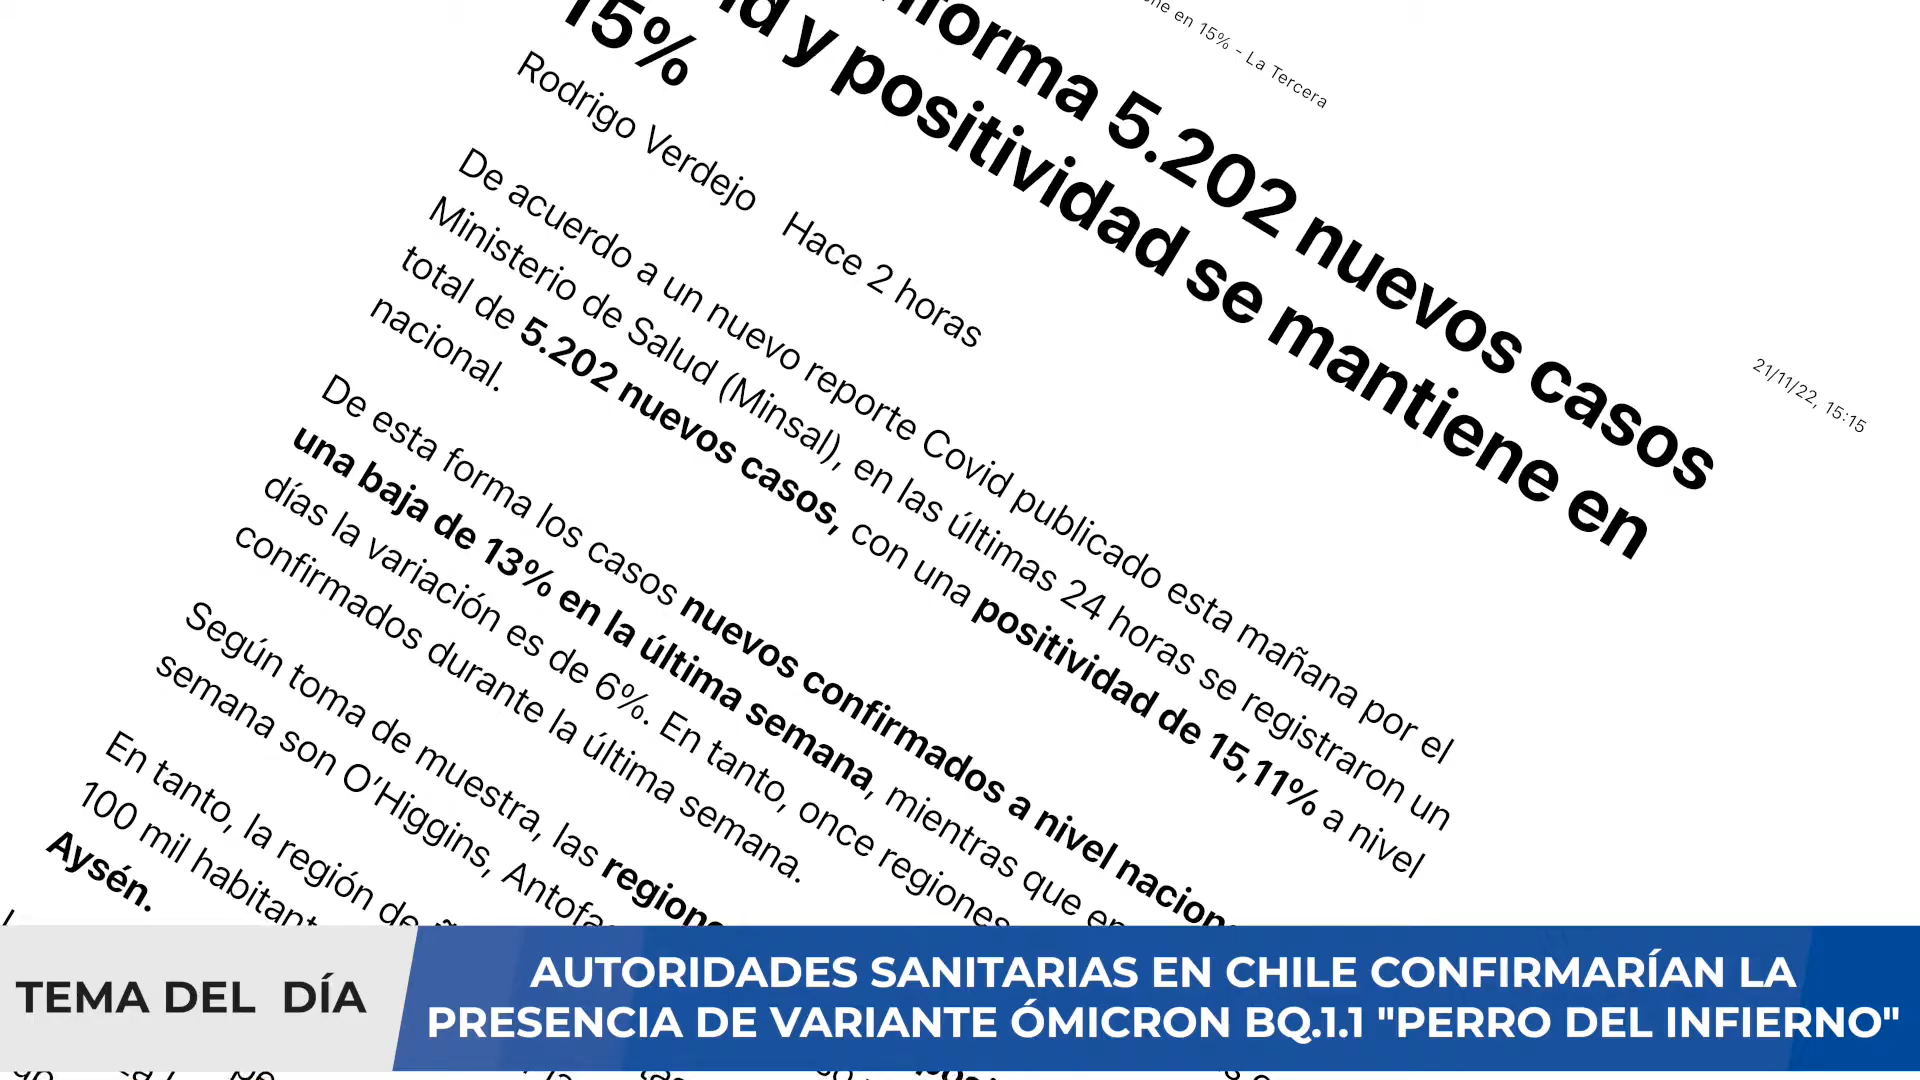 ne en 15% - La Tercera
21/11/22, 15:15
forma 5.202 nuevos casos
y positividad se mantiene en
15%
Rodrigo Verdejo Hace 2 horas
De acuerdo a un nuevo reporte Covid publicado esta mañana por el
Ministerio de Salud (Minsal), en las últimas 24 horas se registraron un
total de 5.202 nuevos casos, con una positividad de 15,11% a nivel
nacional.
De esta forma los casos nuevos confirmados a nivel nacion
una baja de 13% en la última semana, mientras que en
días la variación es de 6%. En tanto, once regiones
confirmados durante la última semana.
Según toma de muestra, las regione
semana son O'Higgins, Antofa
En tanto, la región de
100 mil habitant
Aysén.
TEMA DEL DÍA
AUTORIDADES SANITARIAS EN CHILE CONFIRMARÍAN LA
PRESENCIA DE VARIANTE ÓMICRON BQ.1.1 "PERRO DEL INFIERNO"